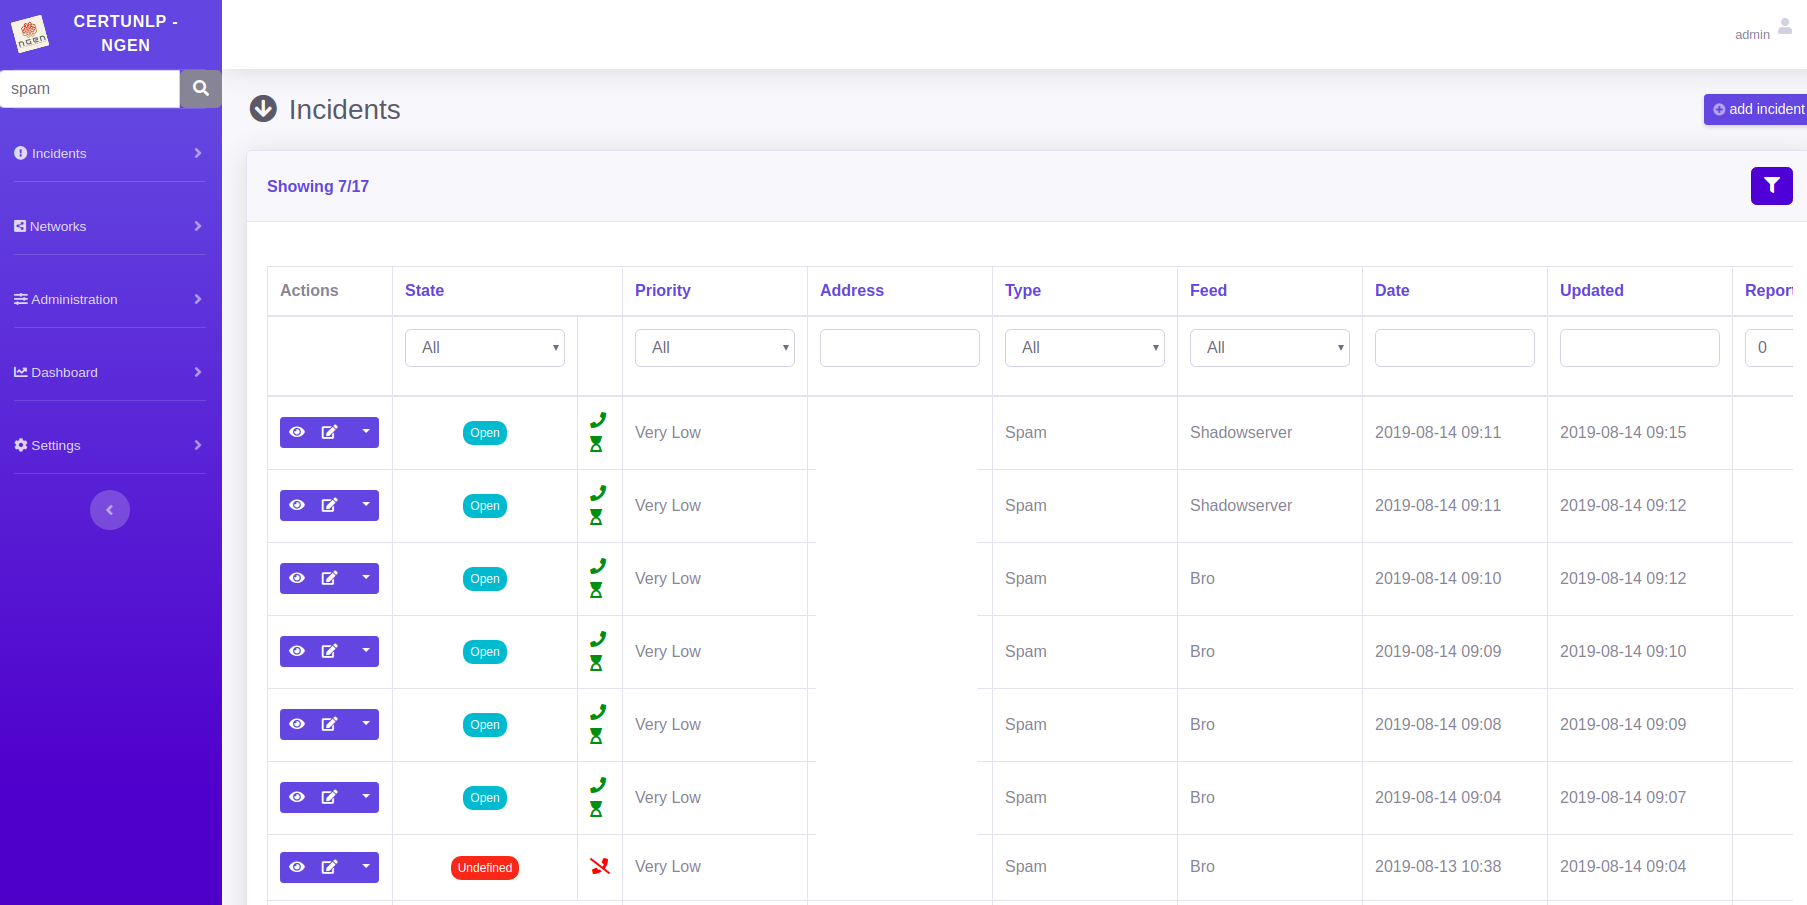 CERTUNLP -
NGEN
ngen
spam
Incidents
Networks
Administration
Dashboard
Settings
admin
Incidents
add incident
Showing 7/17
Actions State Priority Address Type Feed Date Updated Report
All All All All 0
Open Very Low Spam Shadowserver 2019-08-14 09:11 2019-08-14 09:15
Open Very Low Spam Shadowserver 2019-08-14 09:11 2019-08-14 09:12
Open Very Low Spam Bro 2019-08-14 09:10 2019-08-14 09:12
Open Very Low Spam Bro 2019-08-14 09:09 2019-08-14 09:10
Open Very Low Spam Bro 2019-08-14 09:08 2019-08-14 09:09
Open Very Low Spam Bro 2019-08-14 09:04 2019-08-14 09:07
Undefined Very Low Spam Bro 2019-08-13 10:38 2019-08-14 09:04